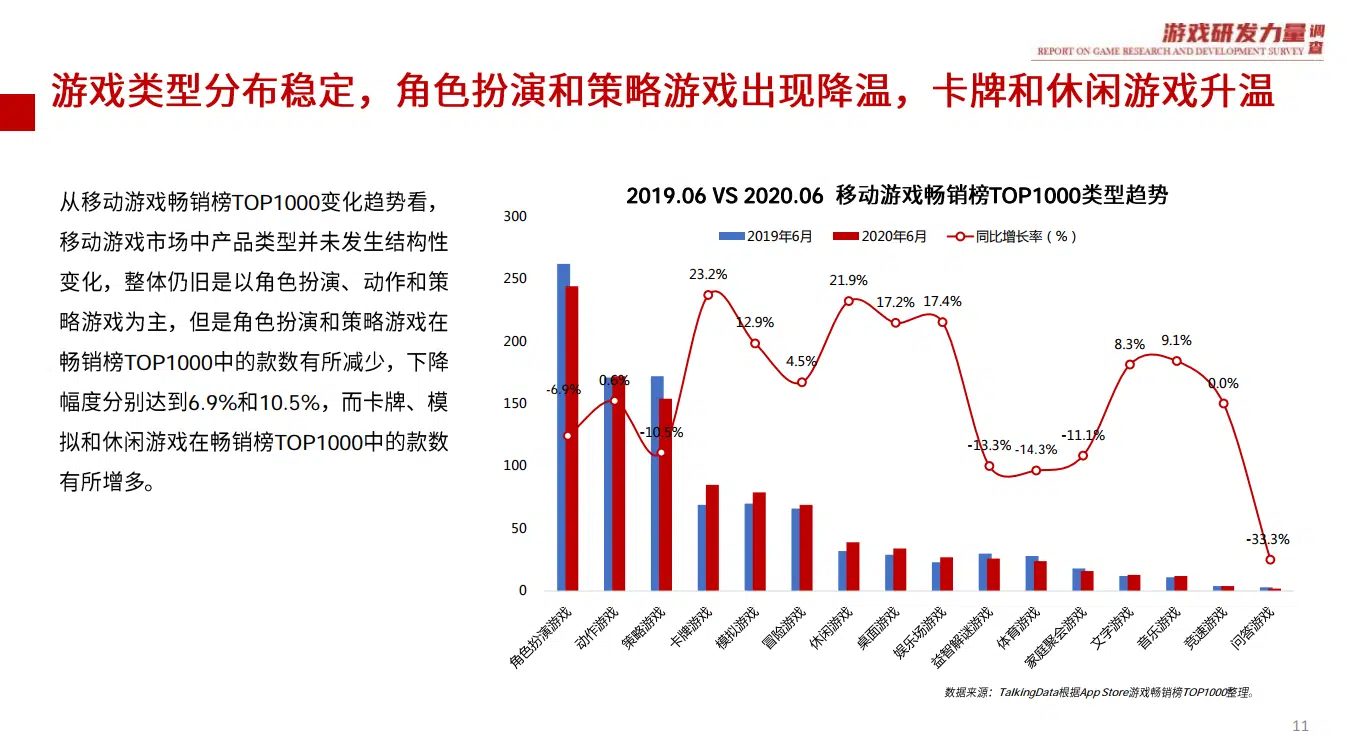 游戏研发力量调查
REPORT ON GAME RESEARCH AND DEVELOPMENT SURVEY
游戏类型分布稳定，角色扮演和策略游戏出现降温，卡牌和休闲游戏升温
从移动游戏畅销榜TOP1000变化趋势看，
移动游戏市场中产品类型并未发生结构性
变化，整体仍旧是以角色扮演、动作和策
略游戏为主，但是角色扮演和策略游戏在
畅销榜TOP1000中的款数有所减少，下降
幅度分别达到6.9%和10.5%，而卡牌、模
拟和休闲游戏在畅销榜TOP1000中的款数
有所增多。
2019.06 VS 2020.06 移动游戏畅销榜TOP1000类型趋势
2019年6月 2020年6月 同比增长率（%）
300
250
200
150
100
50
0
-6.9%
0.6%
-10.5%
23.2%
12.9%
4.5%
21.9%
17.2%
17.4%
-13.3%
-14.3%
-11.1%
8.3%
9.1%
0.0%
-33.3%
角色扮演游戏
动作游戏
策略游戏
卡牌游戏
模拟游戏
冒险游戏
休闲游戏
桌面游戏
娱乐场游戏
益智解谜游戏
体育游戏
家庭聚会游戏
文字游戏
音乐游戏
竞速游戏
问答游戏
数据来源：TalkingData根据App Store游戏畅销榜TOP1000整理。
11